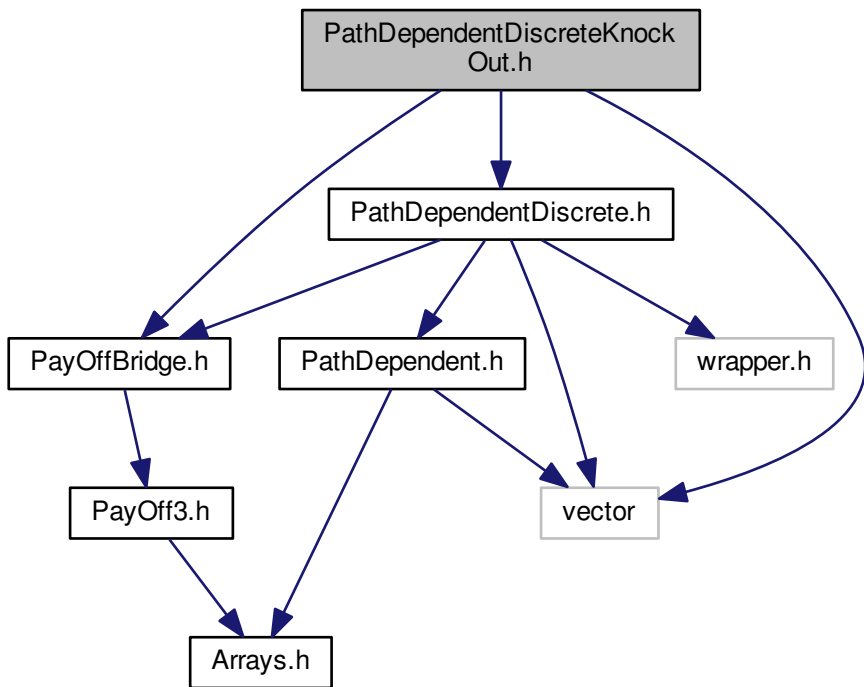 PathDependentDiscreteKnock
Out.h
PathDependentDiscrete.h
PayOffBridge.h
PathDependent.h
wrapper.h
PayOff3.h
vector
Arrays.h